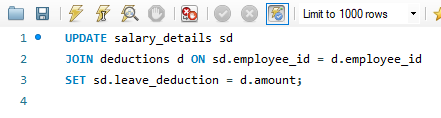 Limit to 1000 rows
1 UPDATE salary_details sd
2 JOIN deductions d ON sd.employee_id = d.employee_id
3 SET sd.leave_deduction = d.amount;
4